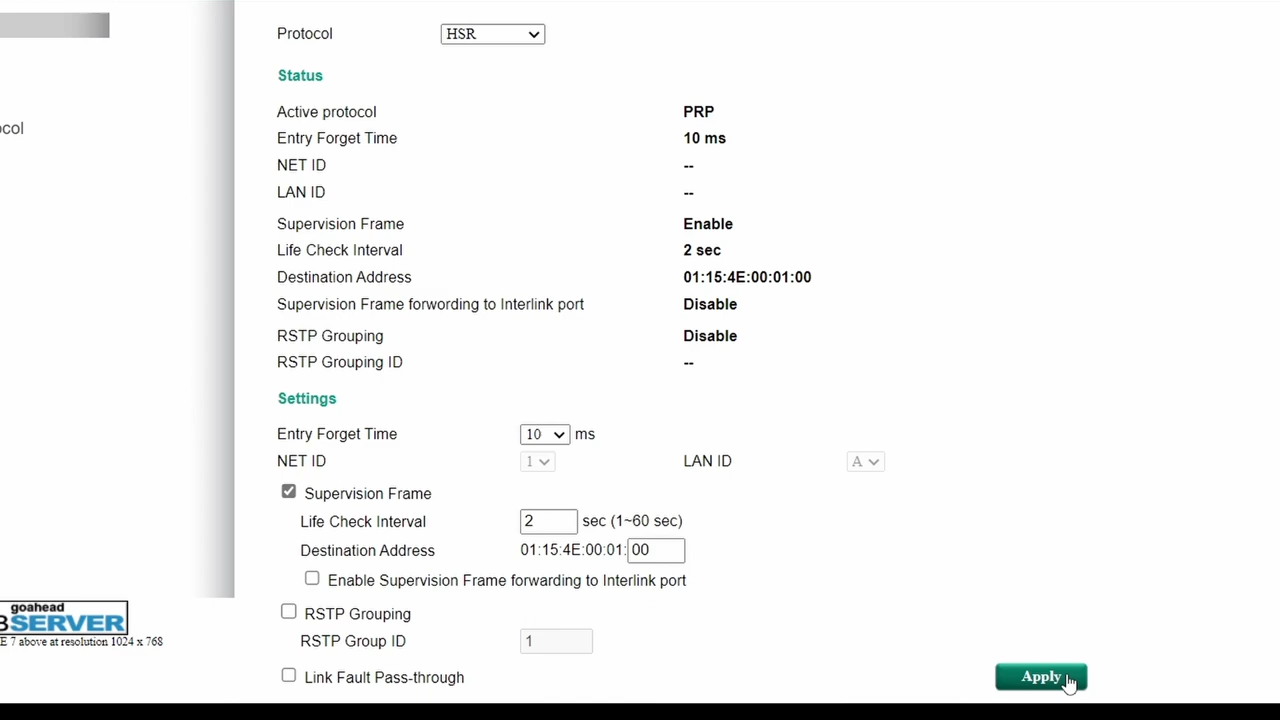 Protocol HSR
Status
ocol
Active protocol PRP
Entry Forget Time 10 ms
NET ID --
LAN ID --
Supervision Frame Enable
Life Check Interval 2 sec
Destination Address 01:15:4E:00:01:00
Supervision Frame forwording to Interlink port Disable
RSTP Grouping Disable
RSTP Grouping ID --
Settings
Entry Forget Time 10 ms
NET ID 1 LAN ID A
Supervision Frame
Life Check Interval 2 sec (1~60 sec)
Destination Address 01:15:4E:00:01: 00
Enable Supervision Frame forwording to Interlink port
goahead
BSERVER
E 7 above at resolution 1024 x 768
RSTP Grouping
RSTP Group ID 1
Link Fault Pass-through
Apply